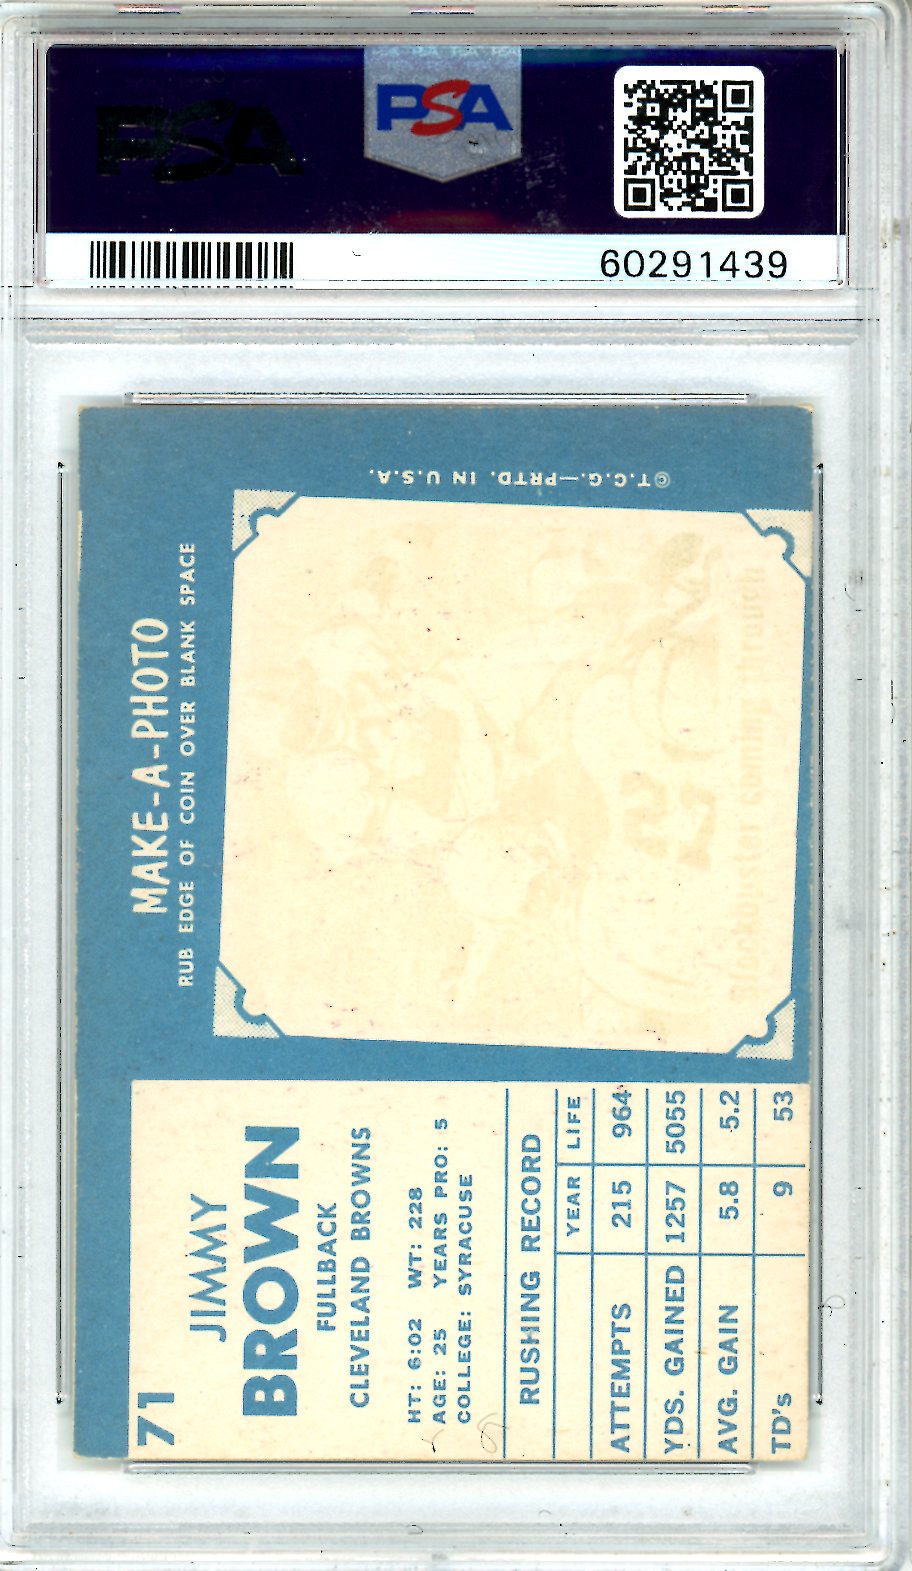 PSA
PSA
60291439
©T.C.G.—PRTD. IN U.S.A.
MAKE-A-PHOTO
RUB EDGE OF COIN OVER BLANK SPACE
71
JIMMY
BROWN
FULLBACK
CLEVELAND BROWNS
HT: 6:02 WT: 228
AGE: 25 YEARS PRO: 5
COLLEGE: SYRACUSE
RUSHING RECORD
YEAR LIFE
ATTEMPTS 215 964
YDS. GAINED 1257 5055
AVG. GAIN 5.8 5.2
TD's 9 53